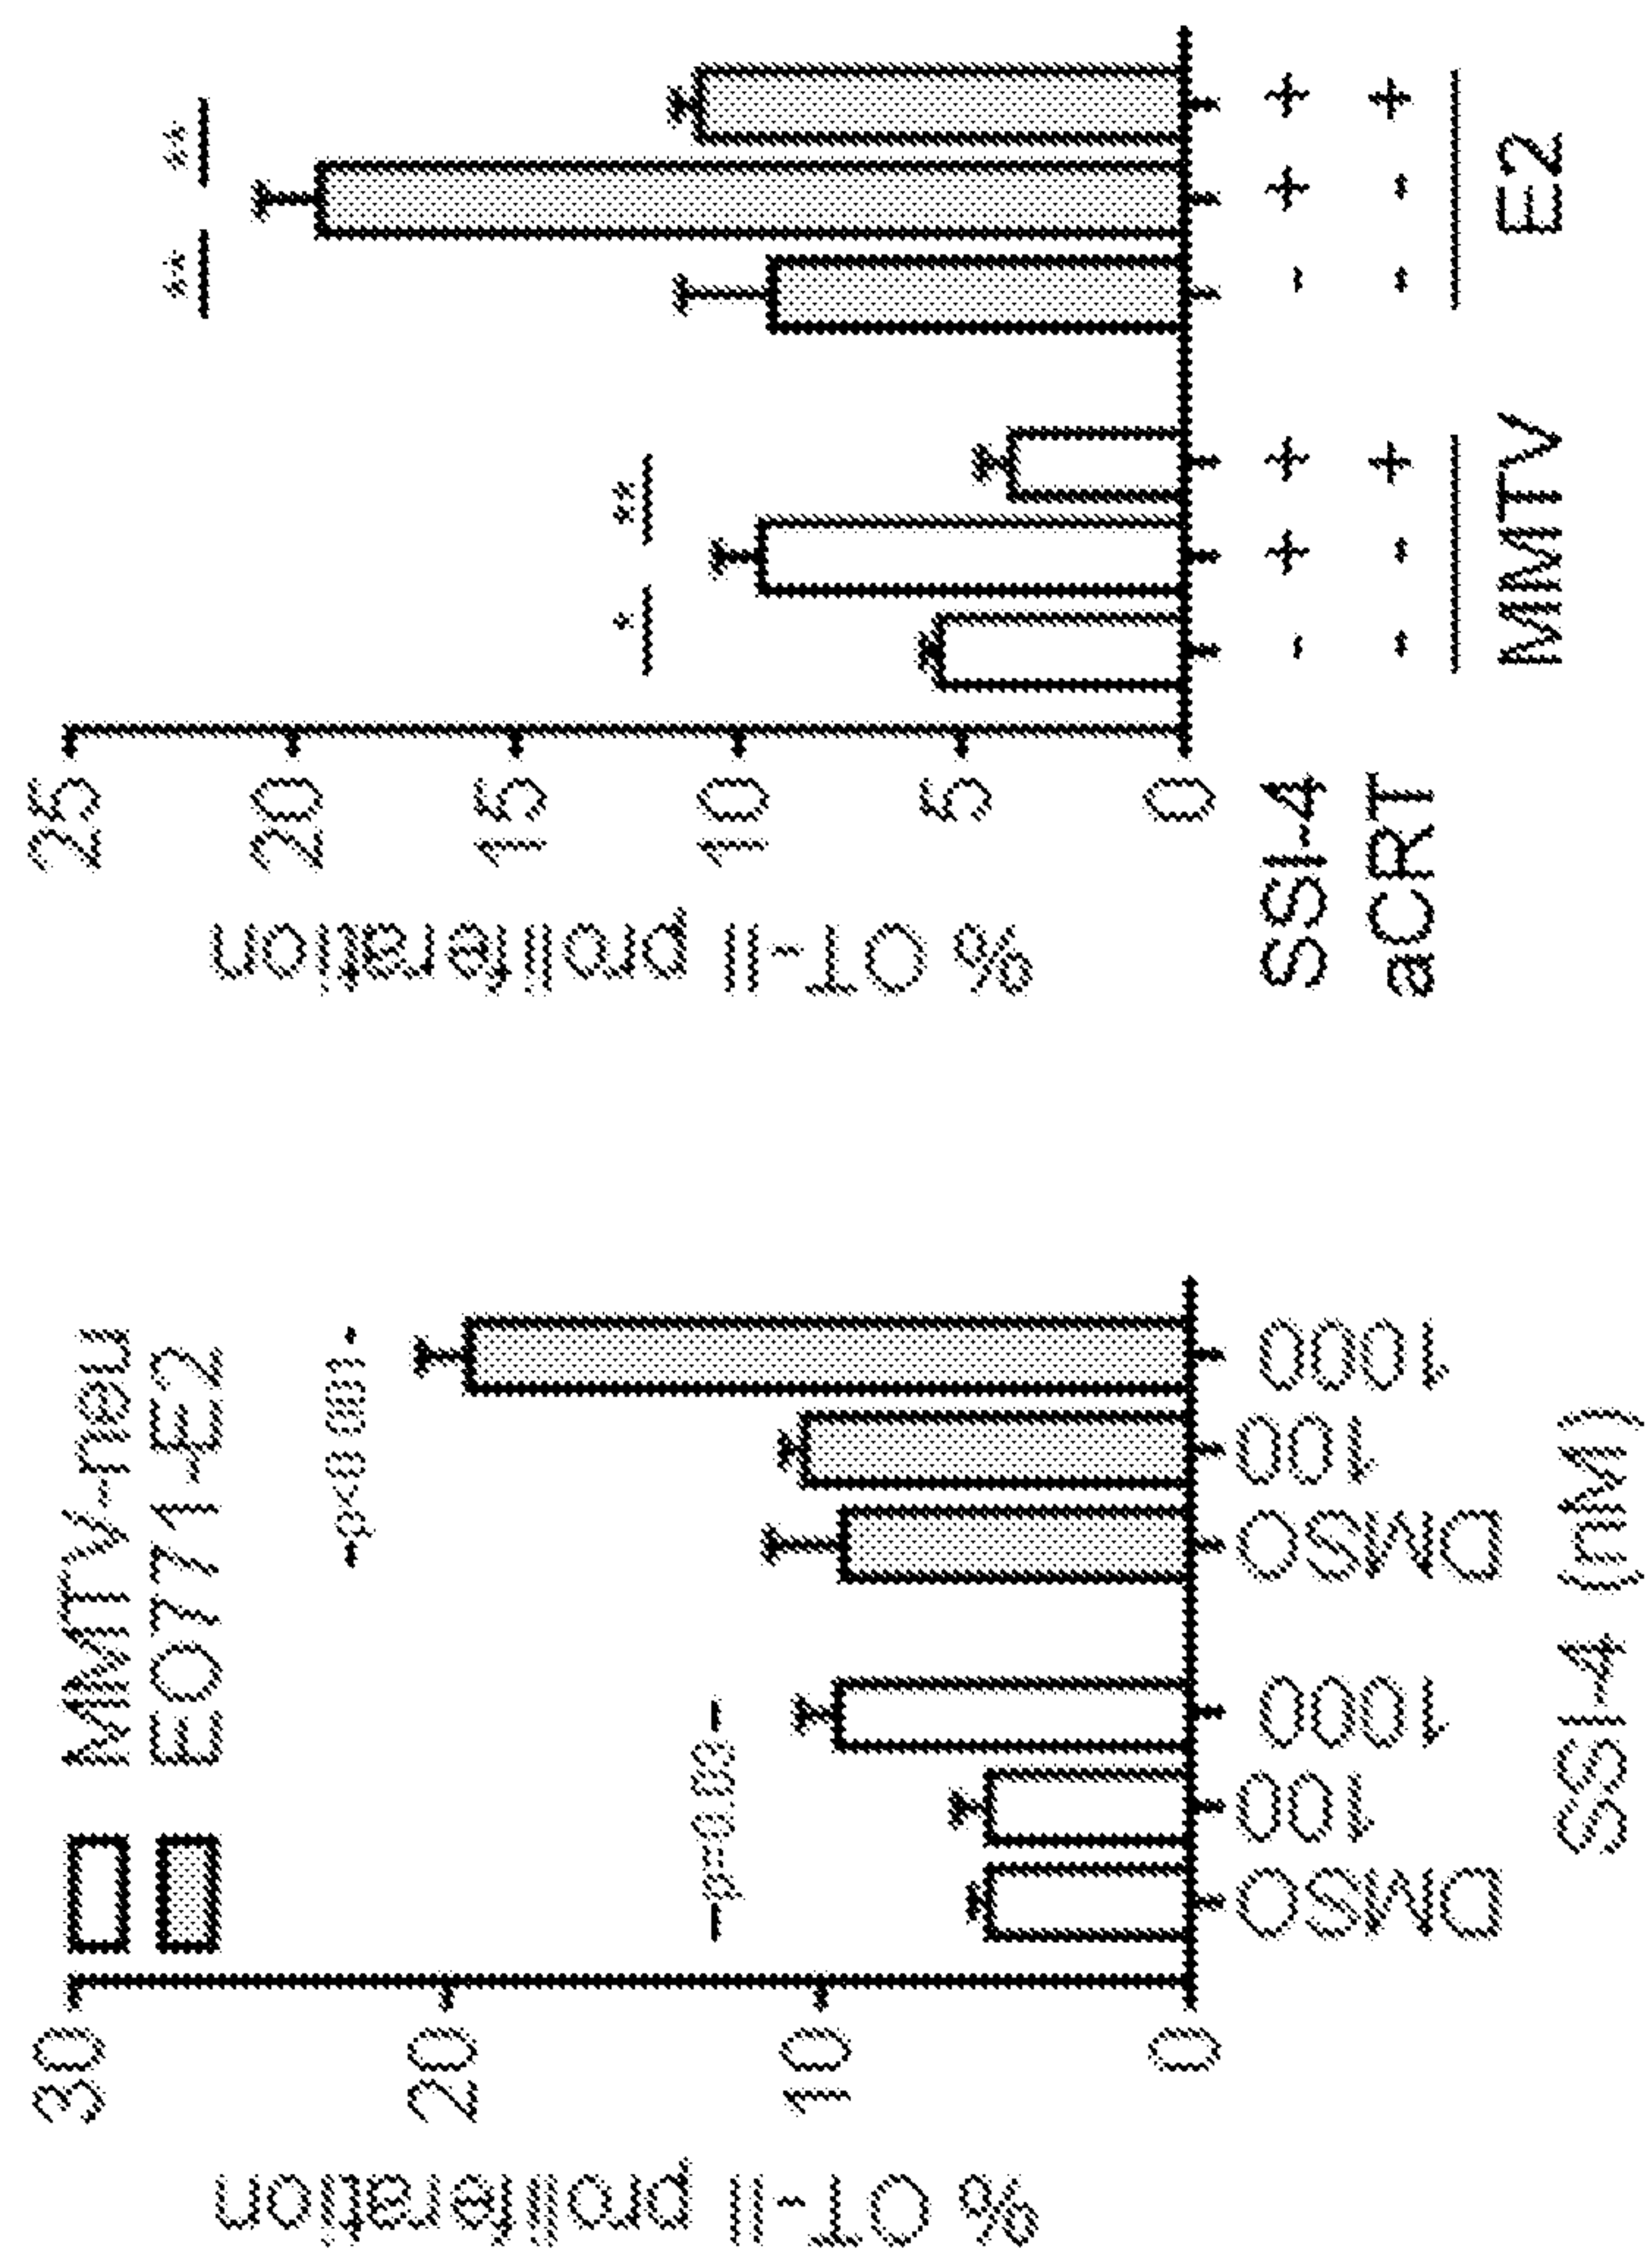 MMTV-neu
EO771-E2
% OT-II proliferation
30
20
10
0
-p=0.03-
-p<0.001-
DMSO
100
1000
DMSO
100
1000
SSI-4 (nM)
% OT-II proliferation
25
20
15
10
5
0
* **
** **
SSI-4 - + + - + +
aCRT - - + - - +
MMTV E2